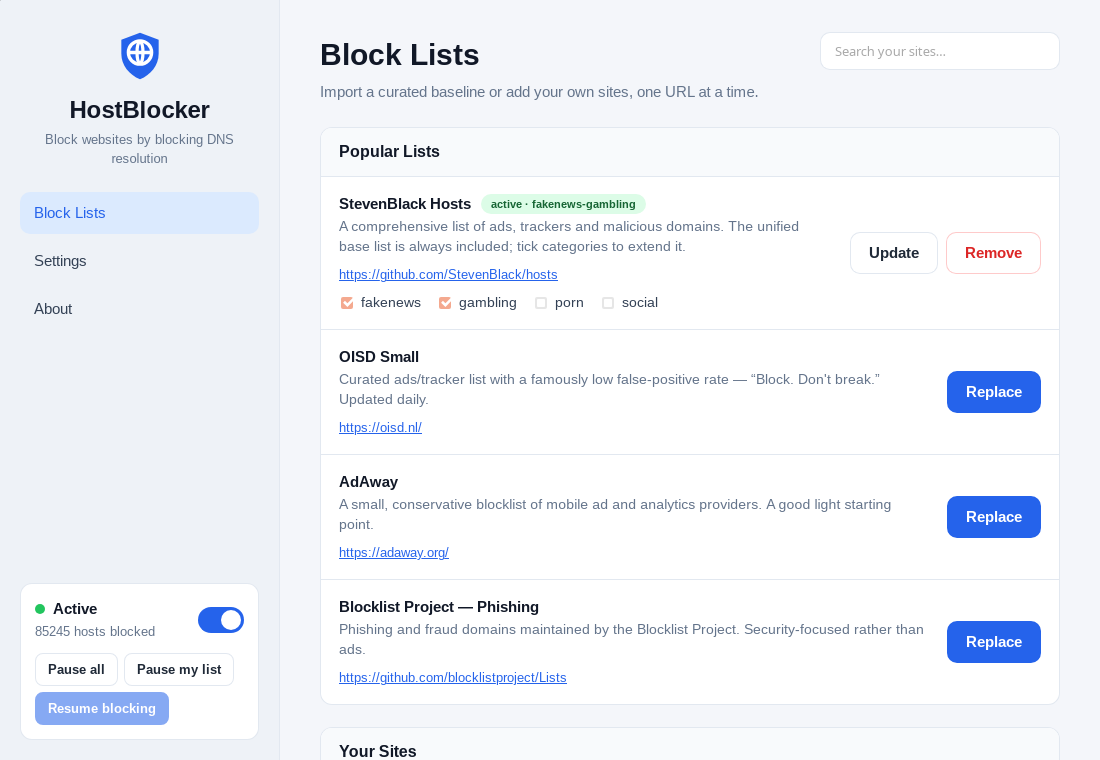 HostBlocker
Block websites by blocking DNS
resolution
Block Lists
Settings
About
Active
85245 hosts blocked
Pause all
Pause my list
Resume blocking
Block Lists
Search your sites...
Import a curated baseline or add your own sites, one URL at a time.
Popular Lists
StevenBlack Hosts active · fakenews-gambling
A comprehensive list of ads, trackers and malicious domains. The unified
base list is always included; tick categories to extend it.
https://github.com/StevenBlack/hosts
fakenews gambling porn social
Update Remove
OISD Small
Curated ads/tracker list with a famously low false-positive rate — “Block. Don't break.”
Updated daily.
https://oisd.nl/
Replace
AdAway
A small, conservative blocklist of mobile ad and analytics providers. A good light starting
point.
https://adaway.org/
Replace
Blocklist Project — Phishing
Phishing and fraud domains maintained by the Blocklist Project. Security-focused rather than
ads.
https://github.com/blocklistproject/Lists
Replace
Your Sites